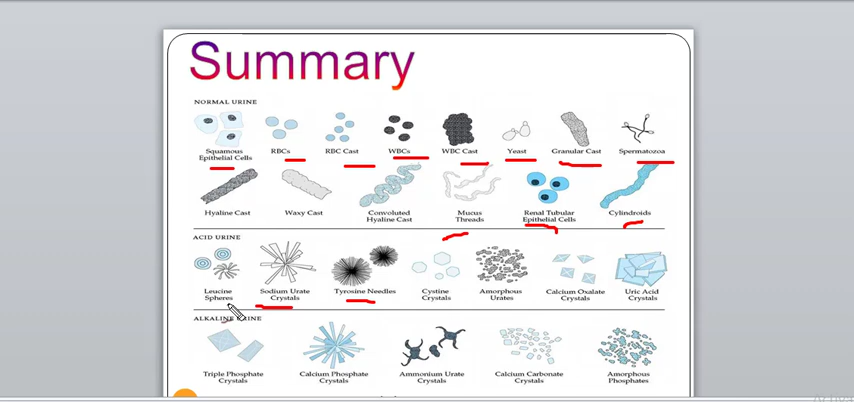 Summary
NORMAL URINE
Squamous
Epithelial Cells
RBCs
RBC Cast
WBCs
WBC Cast
Yeast
Granular Cast
Spermatozoa
Hyaline Cast
Waxy Cast
Convoluted
Hyaline Cast
Mucus
Threads
Renal Tubular
Epithelial Cells
Cylindroids
ACID URINE
Leucine
Spheres
Sodium Urate
Crystals
Tyrosine Needles
Cystine
Crystals
Amorphous
Urates
Calcium Oxalate
Crystals
Uric Acid
Crystals
ALKALINE URINE
Triple Phosphate
Crystals
Calcium Phosphate
Crystals
Ammonium Urate
Crystals
Calcium Carbonate
Crystals
Amorphous
Phosphates